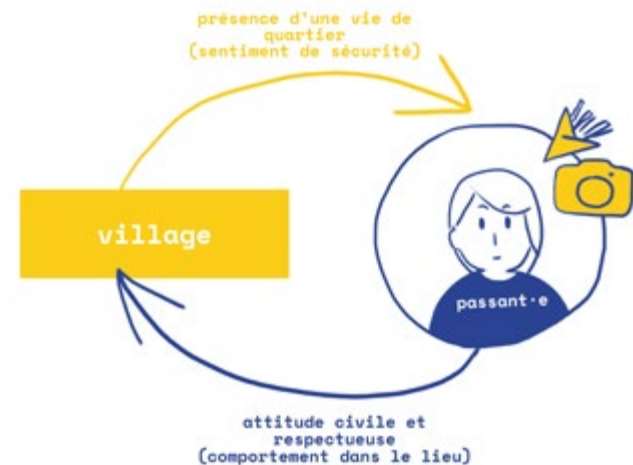 présence d'une vie de
quartier
(sentiment de sécurité)
village
passant·e
attitude civile et
respectueuse
(comportement dans le lieu)